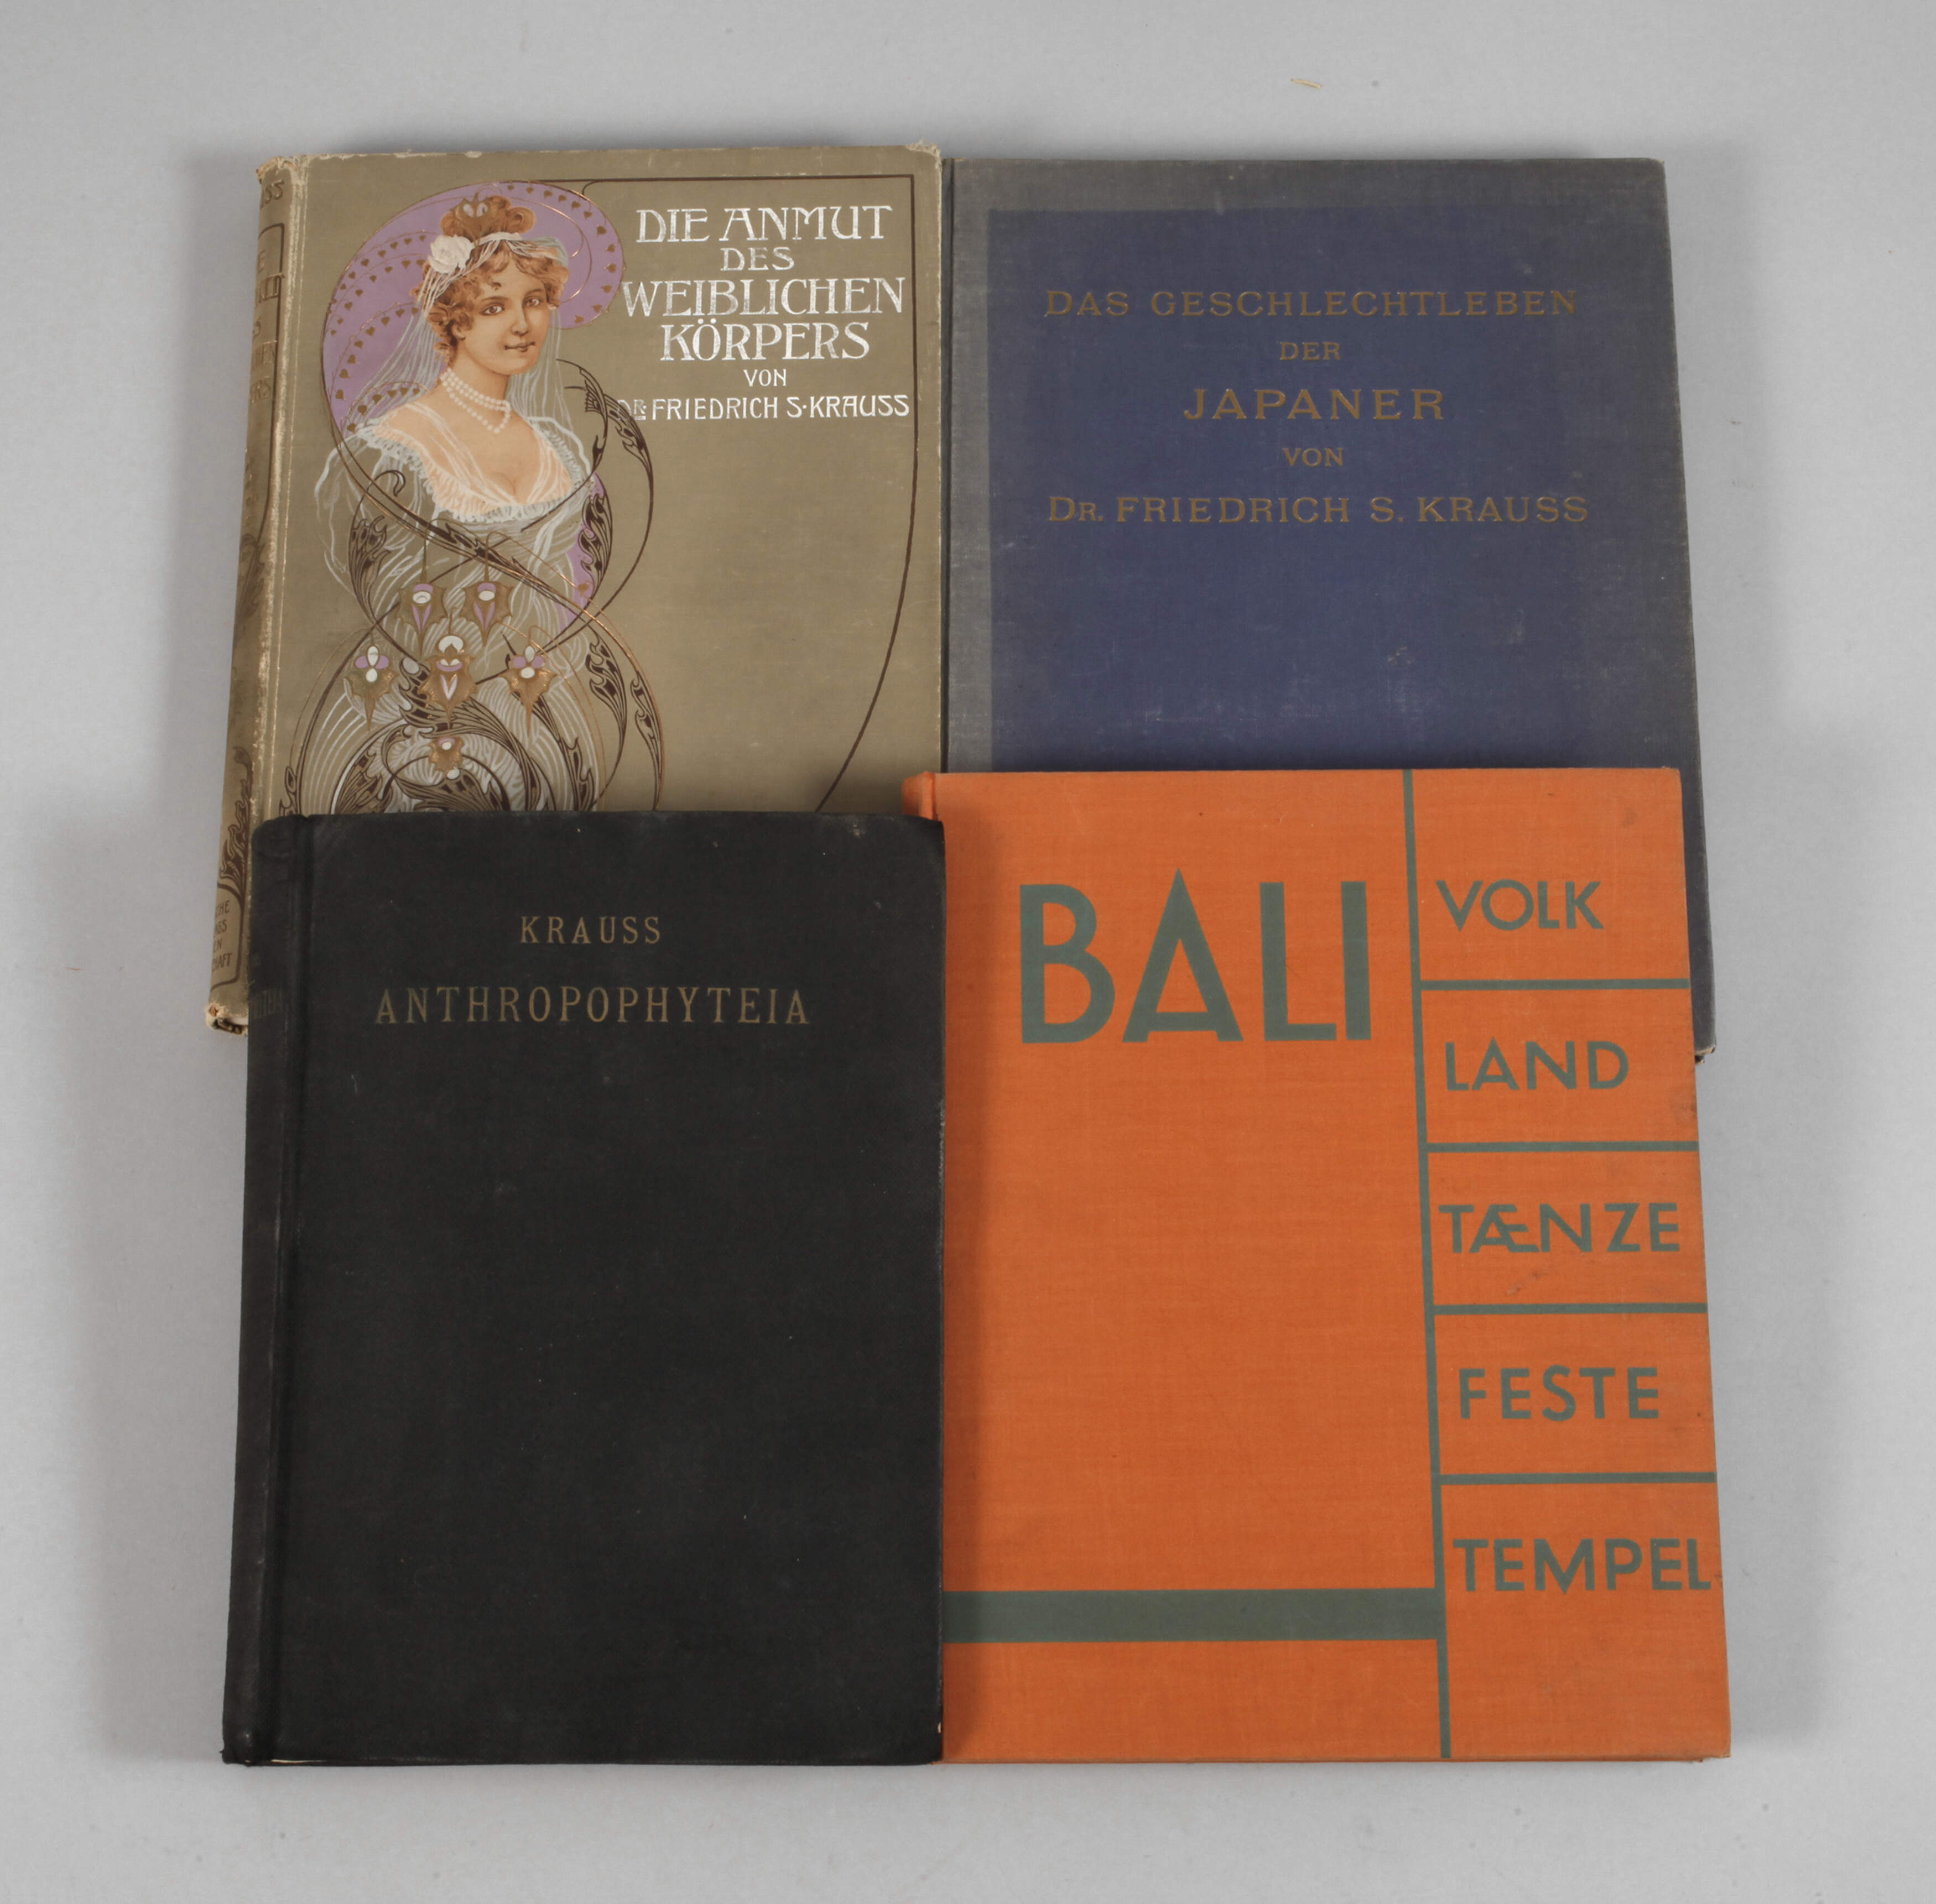 DIE ANMUT
DES
WEIBLICHEN
KÖRPERS
VON
DR. FRIEDRICH S. KRAUSS
DAS GESCHLECHTLEBEN
DER
JAPANER
VON
DR. FRIEDRICH S. KRAUSS
KRAUSS
ANTHROPOPHYTEIA
BALI
VOLK
LAND
TÆNZE
FESTE
TEMPEL